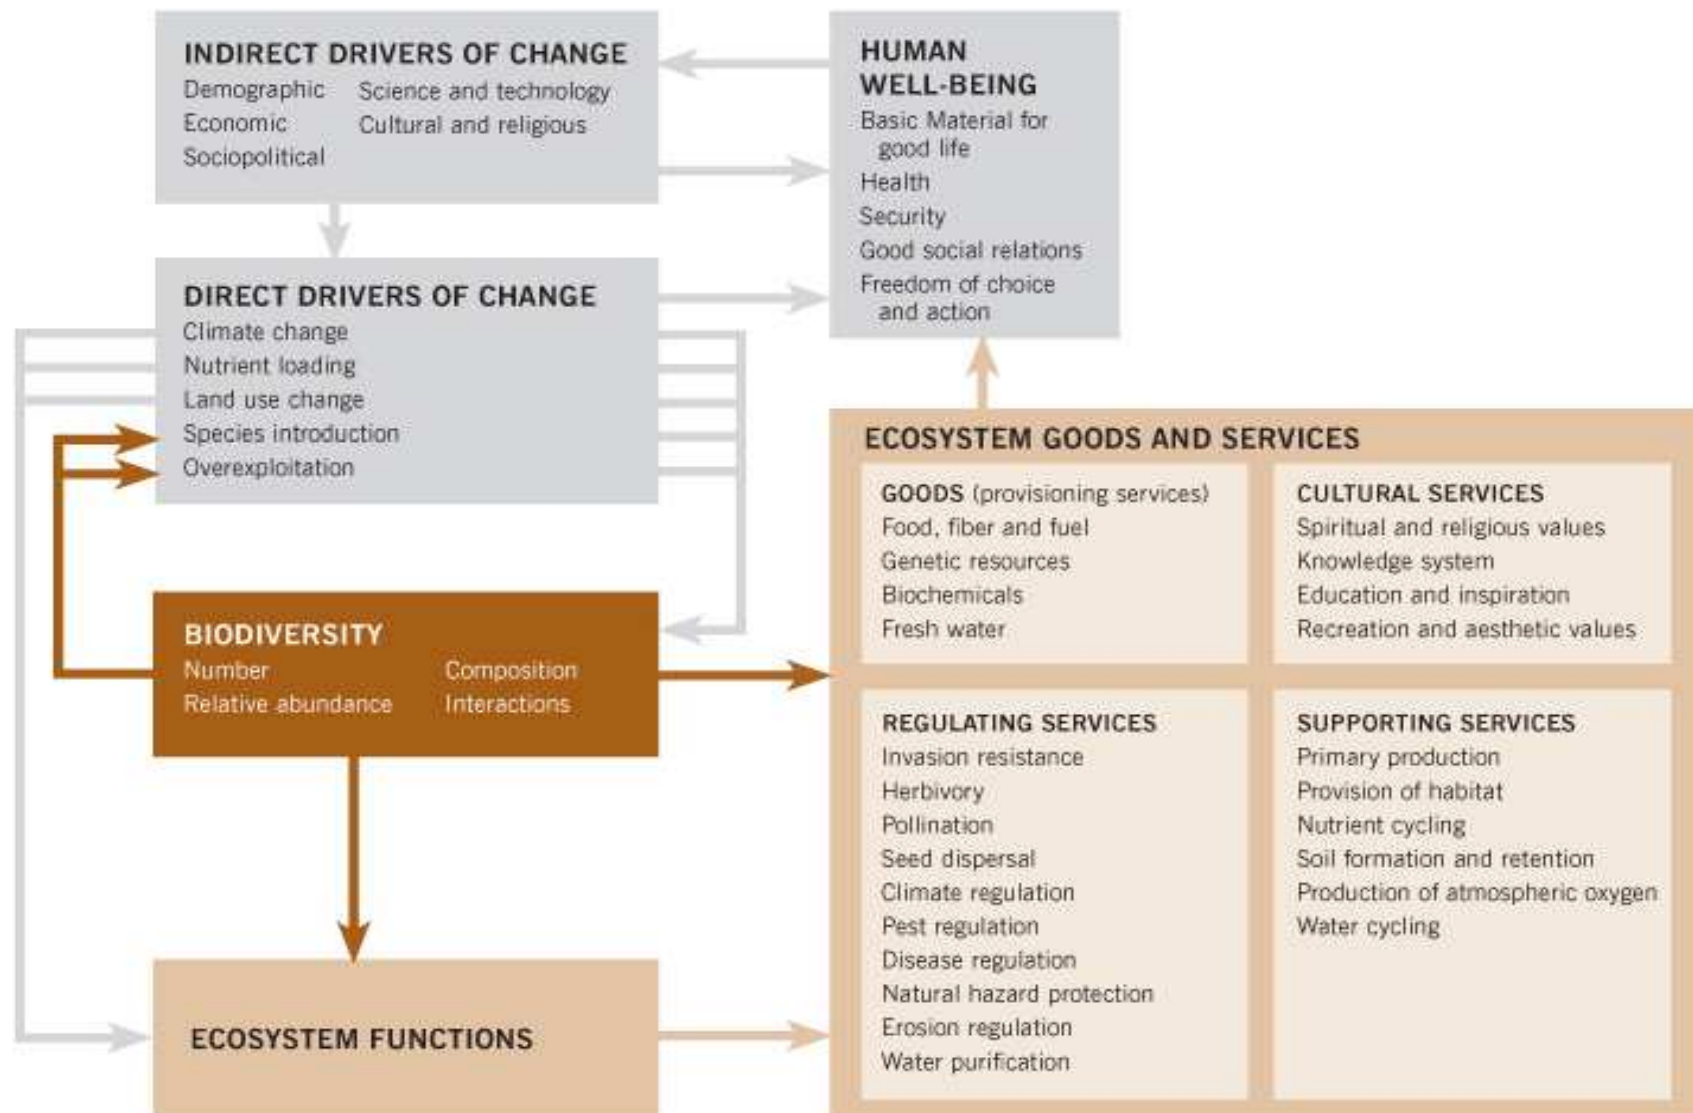 INDIRECT DRIVERS OF CHANGE
Demographic
Economic
Sociopolitical
Science and technology
Cultural and religious
HUMAN
WELL-BEING
Basic Material for
good life
Health
Security
Good social relations
Freedom of choice
and action
DIRECT DRIVERS OF CHANGE
Climate change
Nutrient loading
Land use change
Species introduction
Overexploitation
BIODIVERSITY
Number
Relative abundance
Composition
Interactions
ECOSYSTEM FUNCTIONS
ECOSYSTEM GOODS AND SERVICES
GOODS (provisioning services)
Food, fiber and fuel
Genetic resources
Biochemicals
Fresh water
CULTURAL SERVICES
Spiritual and religious values
Knowledge system
Education and inspiration
Recreation and aesthetic values
REGULATING SERVICES
Invasion resistance
Herbivory
Pollination
Seed dispersal
Climate regulation
Pest regulation
Disease regulation
Natural hazard protection
Erosion regulation
Water purification
SUPPORTING SERVICES
Primary production
Provision of habitat
Nutrient cycling
Soil formation and retention
Production of atmospheric oxygen
Water cycling